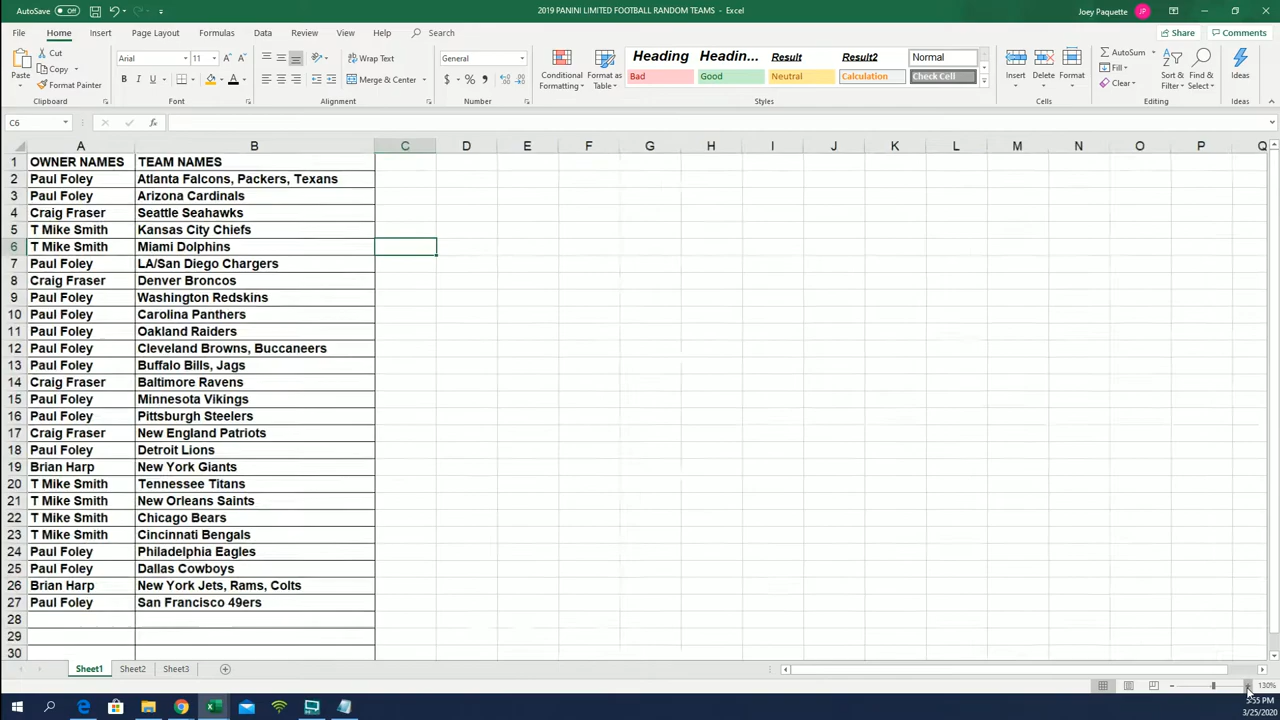 AutoSave Off 2019 PANINI LIMITED FOOTBALL RANDOM TEAMS - Excel Joey Paquette JP
File Home Insert Page Layout Formulas Data Review View Help Search Share Comments
Paste Cut Copy Format Painter Clipboard
Arial 11 B I U Font
Wrap Text Merge & Center Alignment
General $ % Number
Conditional Formatting Format as Table
Heading Headin... Result Result2 Normal
Bad Good Neutral Calculation Check Cell
Styles
Insert Delete Format Cells
AutoSum Fill Clear Sort & Filter Find & Select Editing
Ideas Ideas
C6 fx
A B C D E F G H I J K L M N O P Q
1 OWNER NAMES TEAM NAMES
2 Paul Foley Atlanta Falcons, Packers, Texans
3 Paul Foley Arizona Cardinals
4 Craig Fraser Seattle Seahawks
5 T Mike Smith Kansas City Chiefs
6 T Mike Smith Miami Dolphins
7 Paul Foley LA/San Diego Chargers
8 Craig Fraser Denver Broncos
9 Paul Foley Washington Redskins
10 Paul Foley Carolina Panthers
11 Paul Foley Oakland Raiders
12 Paul Foley Cleveland Browns, Buccaneers
13 Paul Foley Buffalo Bills, Jags
14 Craig Fraser Baltimore Ravens
15 Paul Foley Minnesota Vikings
16 Paul Foley Pittsburgh Steelers
17 Craig Fraser New England Patriots
18 Paul Foley Detroit Lions
19 Brian Harp New York Giants
20 T Mike Smith Tennessee Titans
21 T Mike Smith New Orleans Saints
22 T Mike Smith Chicago Bears
23 T Mike Smith Cincinnati Bengals
24 Paul Foley Philadelphia Eagles
25 Paul Foley Dallas Cowboys
26 Brian Harp New York Jets, Rams, Colts
27 Paul Foley San Francisco 49ers
28
29
30
Sheet1 Sheet2 Sheet3
130%
3:55 PM
3/25/2020